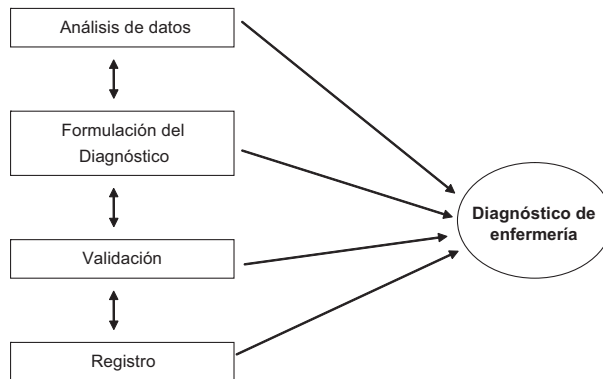 Análisis de datos
Formulación del
Diagnóstico
Validación
Registro
Diagnóstico de
enfermería